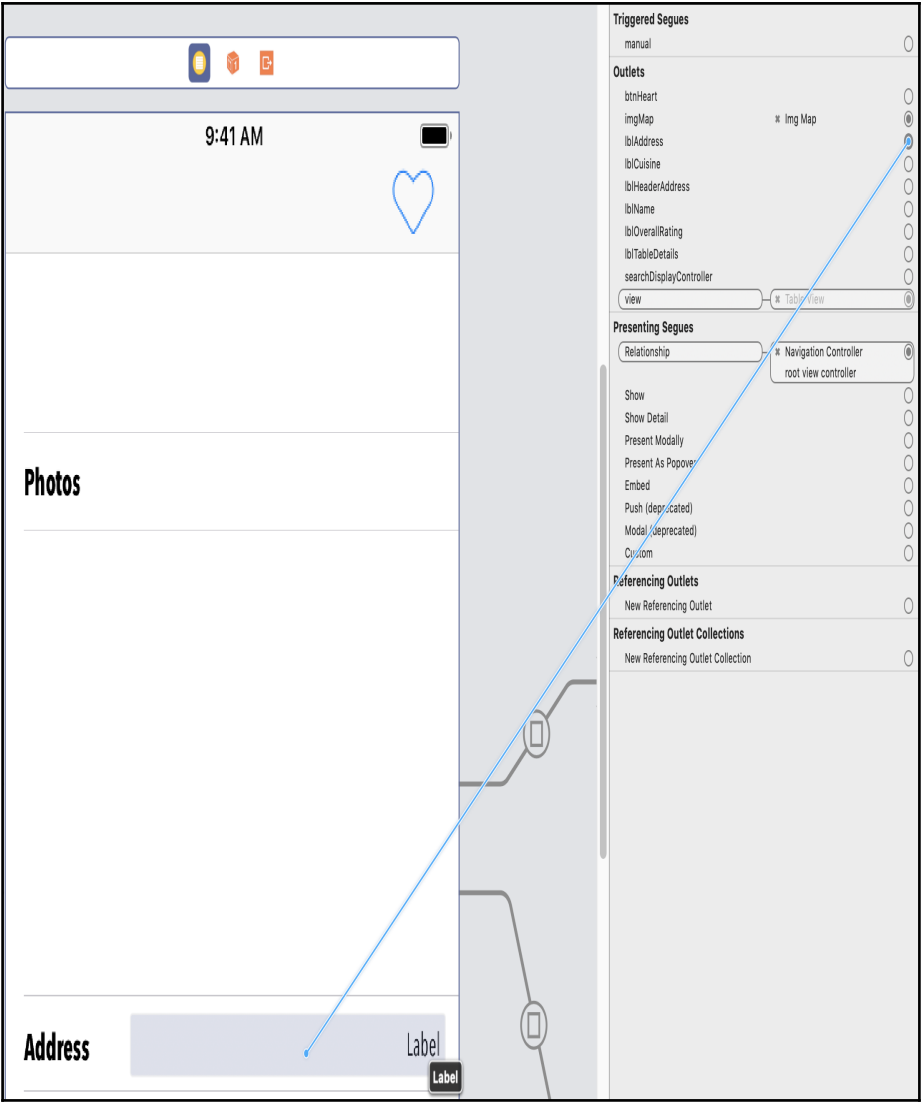 9:41 AM
Photos
Address
Label
Label
Triggered Segues
manual
Outlets
btnHeart
imgMap
Img Map
lblAddress
lblCuisine
lblHeaderAddress
lblName
lblOverallRating
lblTableDetails
searchDisplayController
view
Table View
Presenting Segues
Relationship
Navigation Controller
root view controller
Show
Show Detail
Present Modally
Present As Popover
Embed
Push (deprecated)
Modal (deprecated)
Custom
Referencing Outlets
New Referencing Outlet
Referencing Outlet Collections
New Referencing Outlet Collection